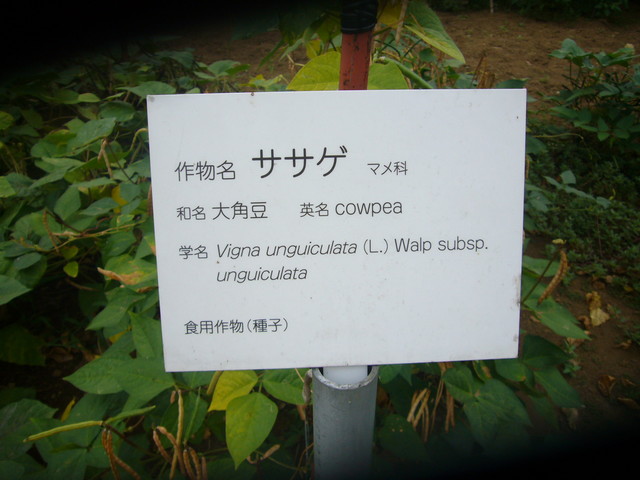 作物名 ササゲ マメ科
和名 大角豆 英名 cowpea
学名 Vigna unguiculata (L.) Walp subsp.
unguiculata
食用作物(種子)